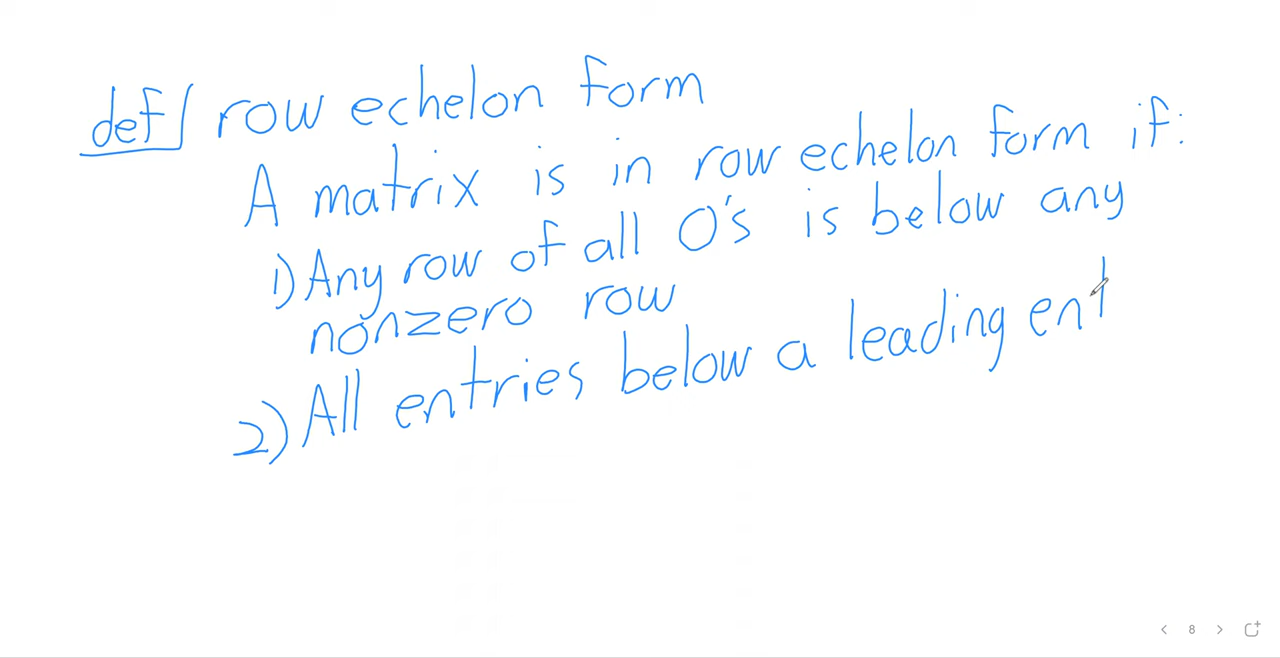 def/ row echelon form
A matrix is in row echelon form if:
1) Any row of all 0's is below any
nonzero row
2) All entries below a leading ent
8